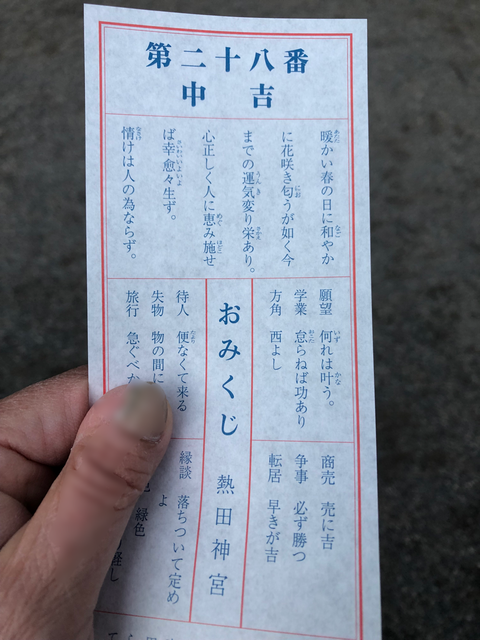 第二十八番
中吉
暖かい春の日に和やか
に花咲き匂うが如く今
までの運気変り栄あり。
心正しく人に恵み施せ
ば幸愈々生ず。
情けは人の為ならず。
願望 何れは叶う。
学業 怠らねば功あり
方角 西よし
おみくじ 熱田神宮
待人 便なくて来る
失物 物の間に
旅行 急ぐべか
商売 売に吉
争事 必ず勝つ
転居 早きが吉
縁談 落ちついて定め
よ
緑色
軽し